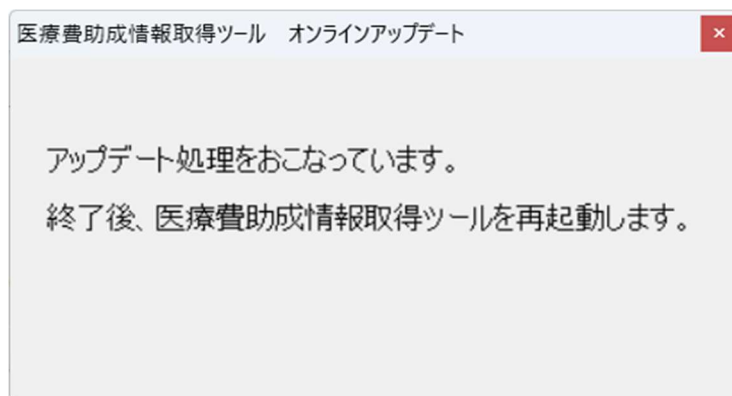 医療費助成情報取得ツール　オンラインアップデート
アップデート処理をおこなっています。
終了後、医療費助成情報取得ツールを再起動します。